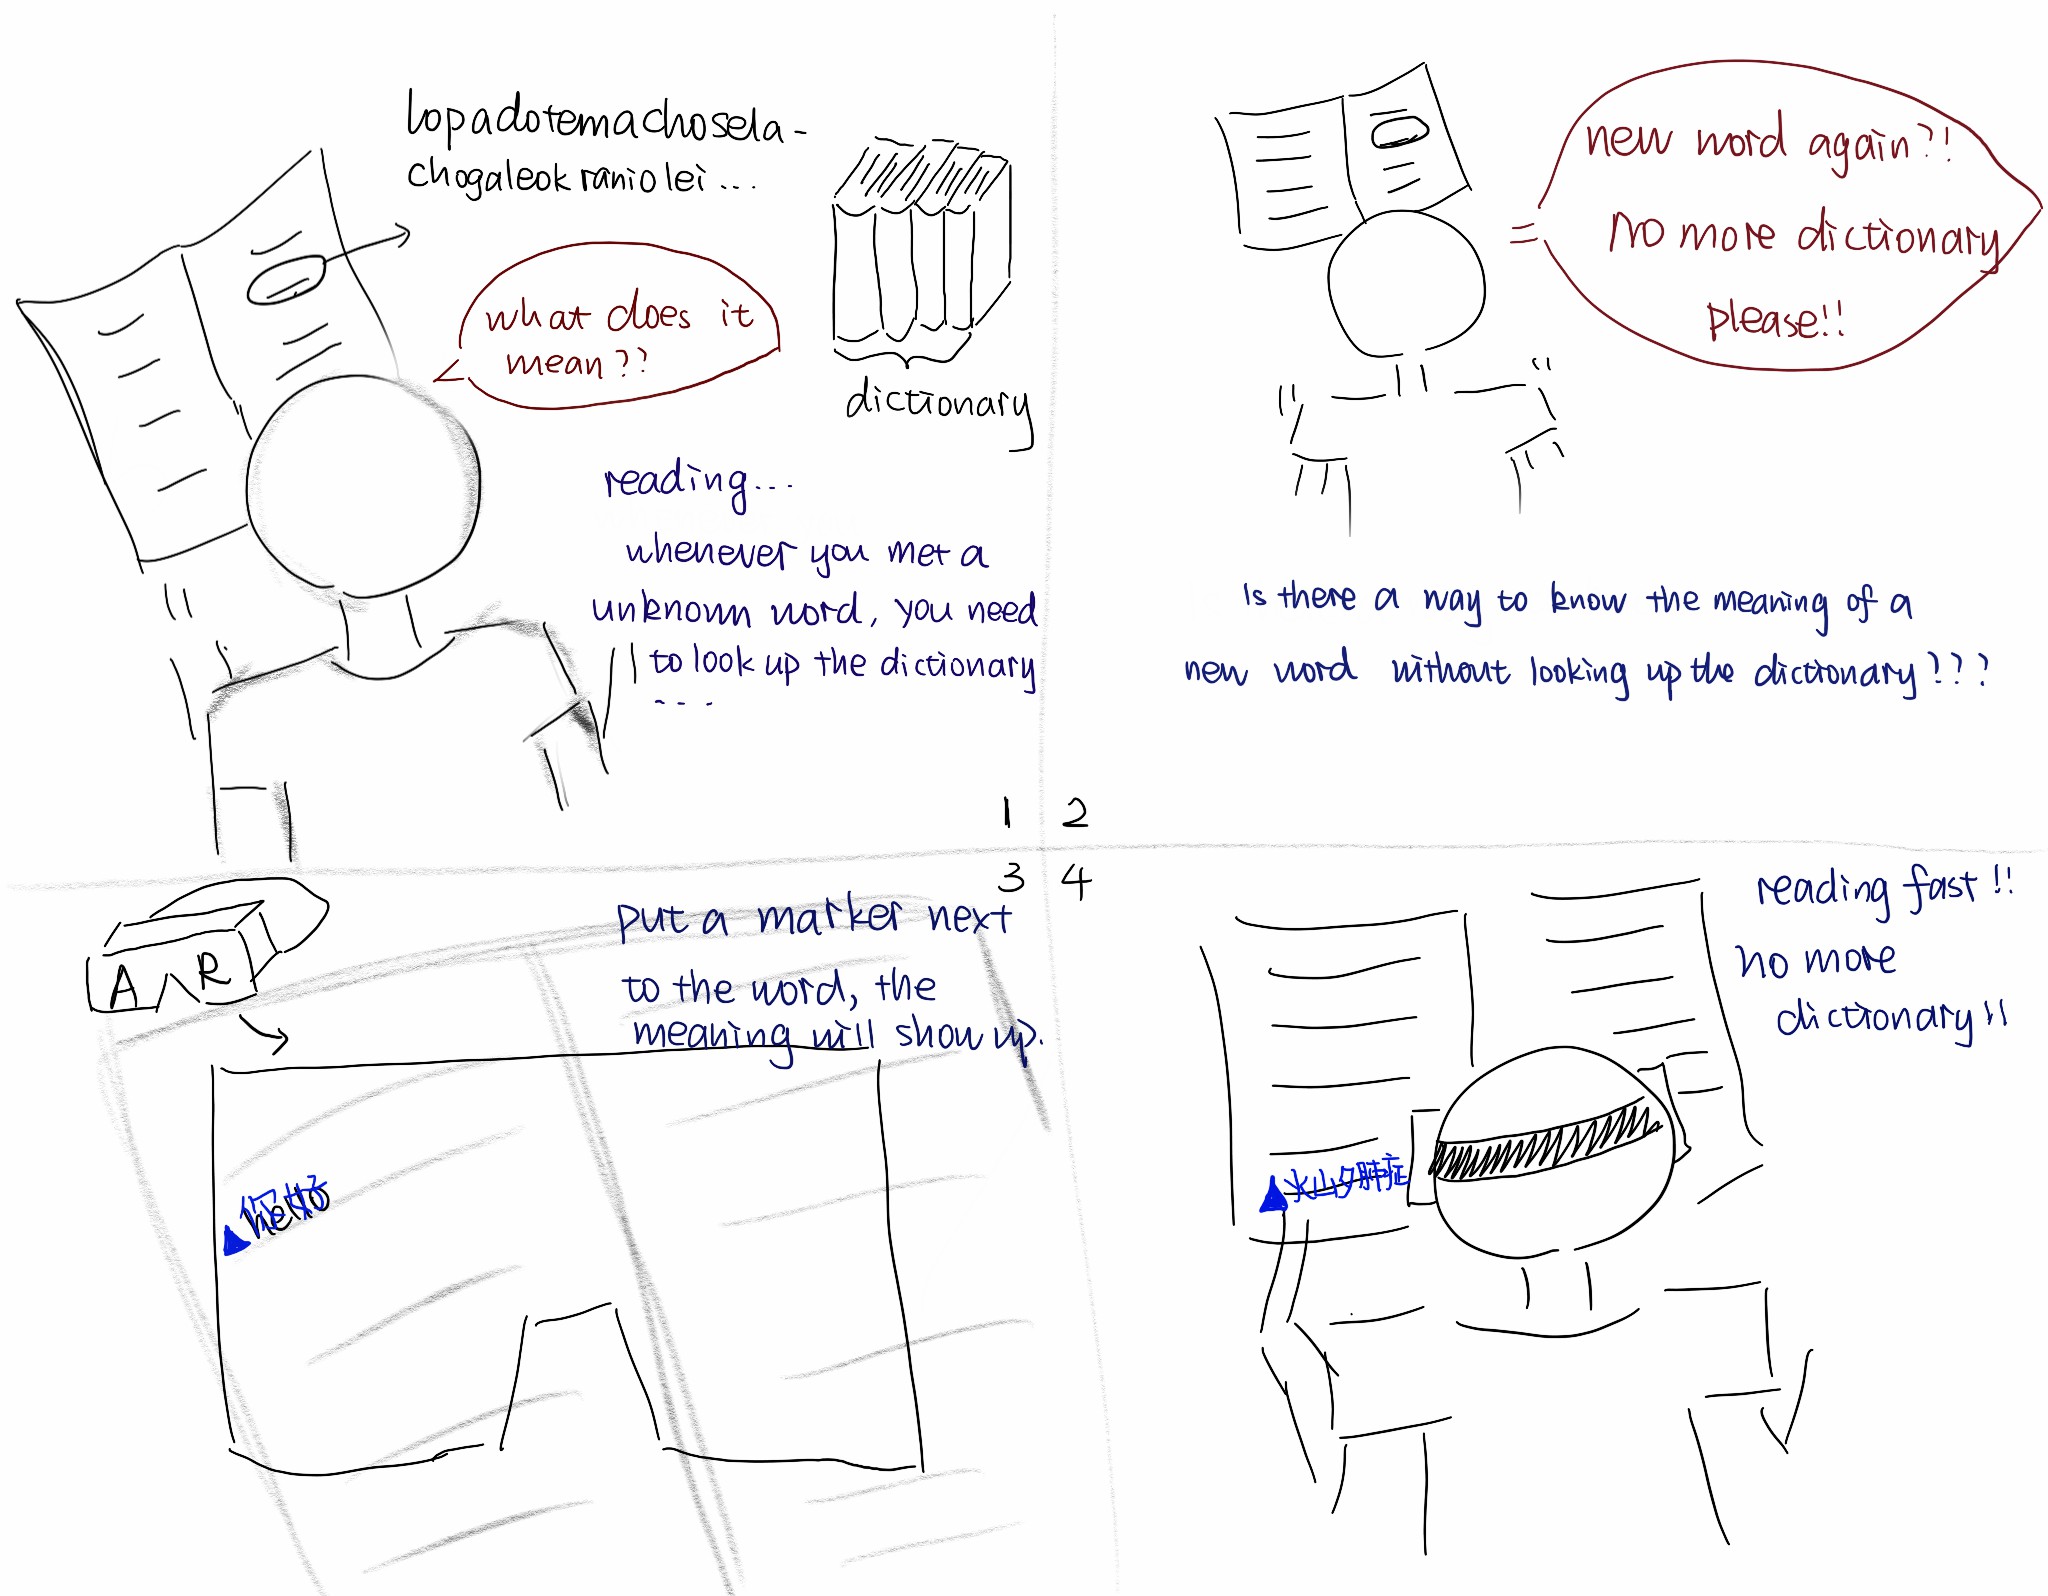 lopadotemachosela-
chogaleokraniolei...
what does it
mean??
dictionary
reading...
whenever you met a
unknown word, you need
to look up the dictionary
....
1
new word again?!
no more dictionary
please!!
Is there a way to know the meaning of a
new word without looking up the dictionary???
2
3
A R
put a marker next
to the word, the
meaning will show up.
你好
hello
4
reading fast!!
no more
dictionary!!
火山夕肺症